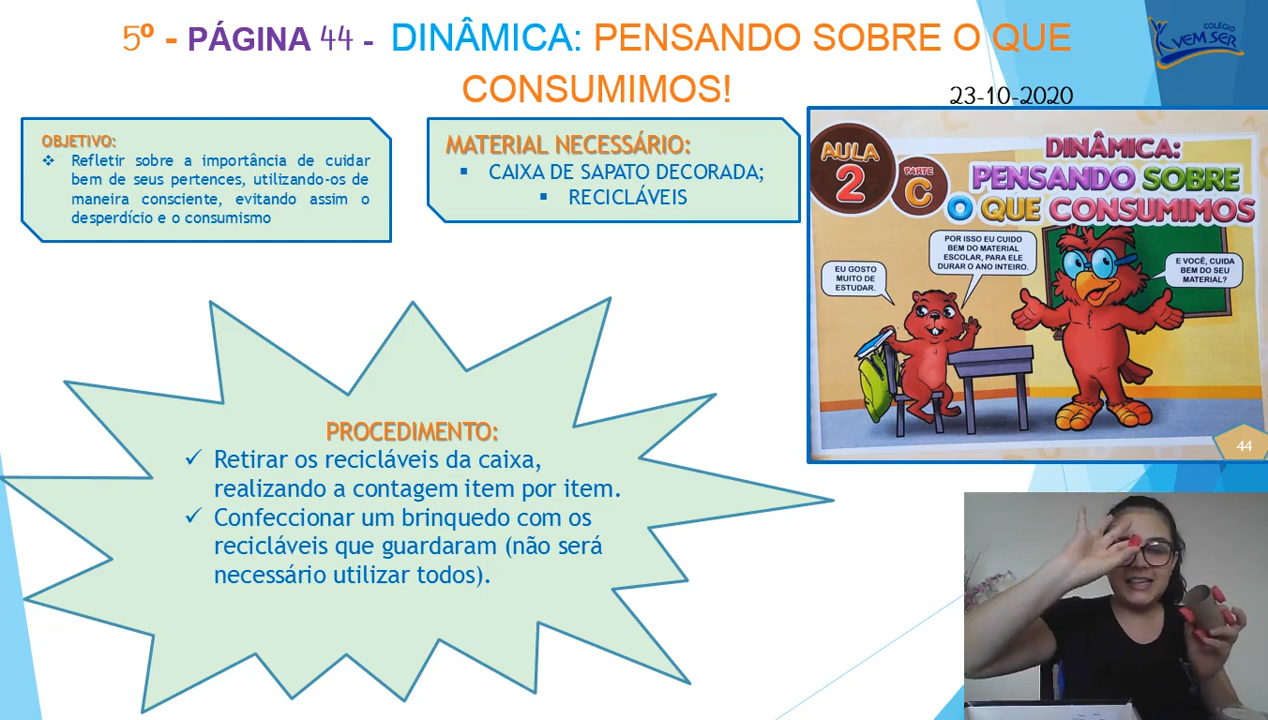 5º - PÁGINA 44 - DINÂMICA: PENSANDO SOBRE O QUE
CONSUMIMOS!
COLÉGIO
VEM SER
23-10-2020
OBJETIVO:
❖ Refletir sobre a importância de cuidar
bem de seus pertences, utilizando-os de
maneira consciente, evitando assim o
desperdício e o consumismo
MATERIAL NECESSÁRIO:
▪ CAIXA DE SAPATO DECORADA;
▪ RECICLÁVEIS
AULA
2
PARTE
C
DINÂMICA:
PENSANDO SOBRE
O QUE CONSUMIMOS
EU GOSTO
MUITO DE
ESTUDAR.
POR ISSO EU CUIDO
BEM DO MATERIAL
ESCOLAR, PARA ELE
DURAR O ANO INTEIRO.
E VOCÊ, CUIDA
BEM DO SEU
MATERIAL?
44
PROCEDIMENTO:
✓ Retirar os recicláveis da caixa,
realizando a contagem item por item.
✓ Confeccionar um brinquedo com os
recicláveis que guardaram (não será
necessário utilizar todos).